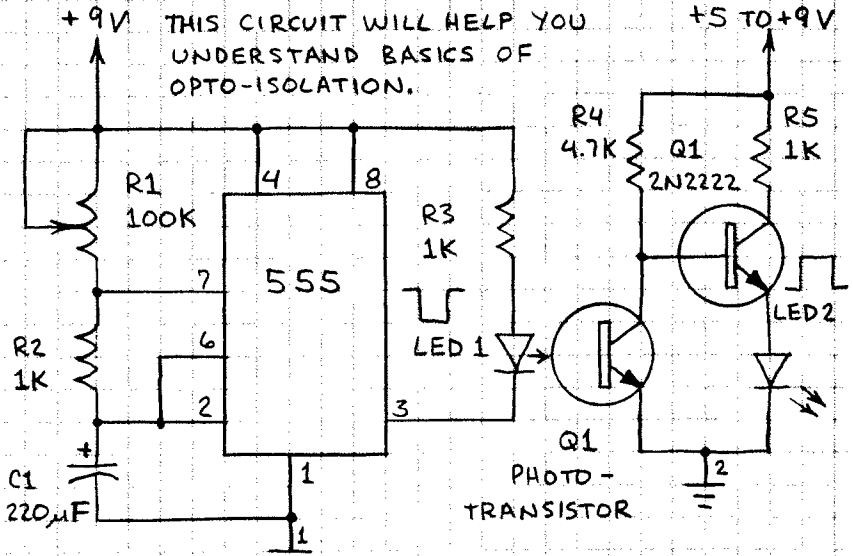 +9V THIS CIRCUIT WILL HELP YOU
UNDERSTAND BASICS OF
OPTO-ISOLATION.
+5 TO +9V
R1
100K
4
8
R3
1K
R4
4.7K
Q1
2N2222
R5
1K
7
555
6
R2
1K
LED 1
LED 2
2
3
C1
220µF
+
1
1
Q1
PHOTO-
TRANSISTOR
2